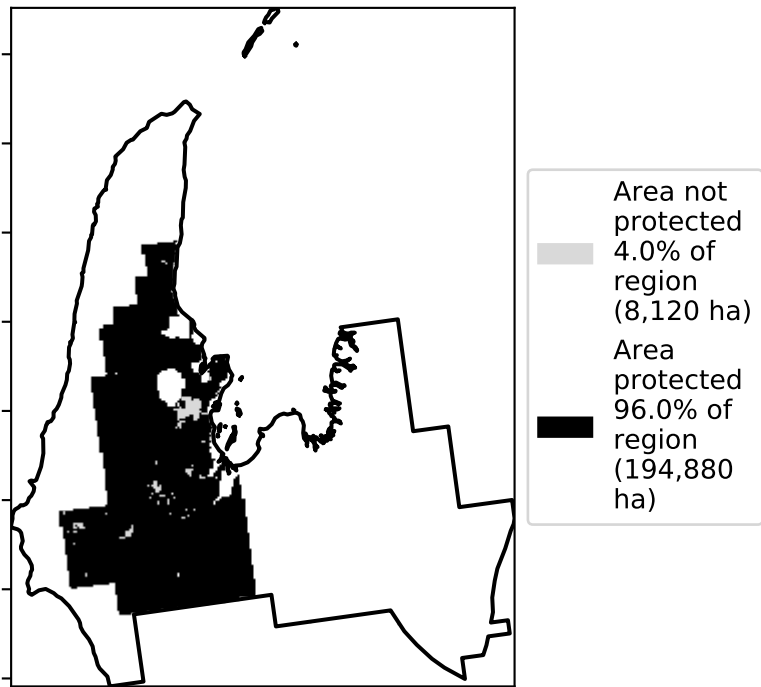 Area not
protected
4.0% of
region
(8,120 ha)
Area
protected
96.0% of
region
(194,880
ha)